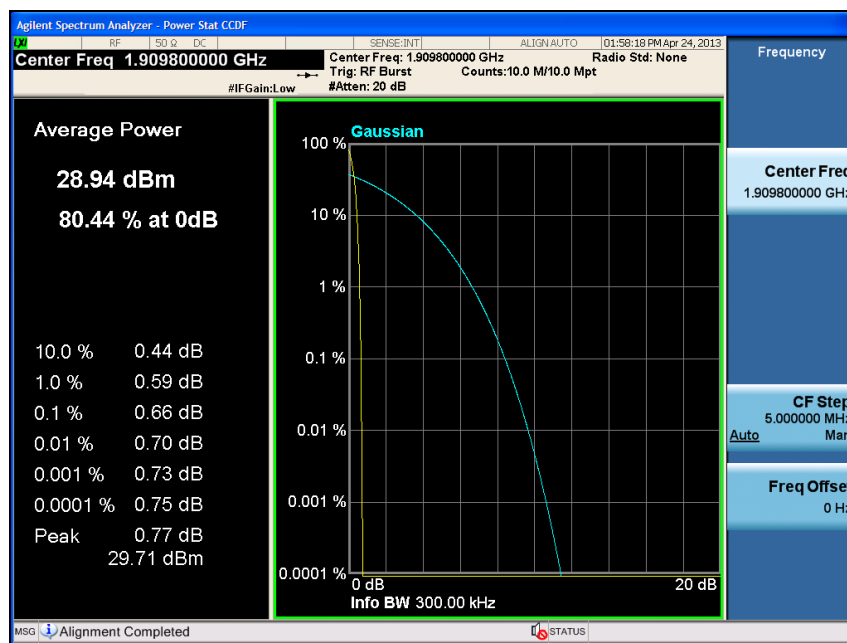 Agilent Spectrum Analyzer - Power Stat CCDF
LXI RF 50 Ω DC SENSE:INT ALIGN AUTO 01:58:18 PM Apr 24, 2013
Center Freq 1.909800000 GHz
Center Freq: 1.909800000 GHz Radio Std: None
Trig: RF Burst Counts:10.0 M/10.0 Mpt
#IFGain:Low #Atten: 20 dB
Average Power
28.94 dBm
80.44 % at 0dB
10.0 % 0.44 dB
1.0 % 0.59 dB
0.1 % 0.66 dB
0.01 % 0.70 dB
0.001 % 0.73 dB
0.0001 % 0.75 dB
Peak 0.77 dB
29.71 dBm
Gaussian
100 %
10 %
1 %
0.1 %
0.01 %
0.001 %
0.0001 %
0 dB 20 dB
Info BW 300.00 kHz
Frequency
Center Freq
1.909800000 GHz
CF Step
5.000000 MHz
Auto Man
Freq Offse
0 Hz
MSG Alignment Completed STATUS